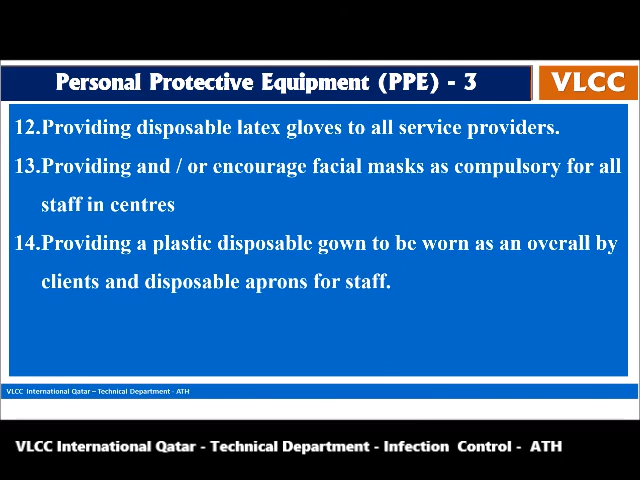 Personal Protective Equipment (PPE) - 3
VLCC
12.Providing disposable latex gloves to all service providers.
13.Providing and / or encourage facial masks as compulsory for all
staff in centres
14.Providing a plastic disposable gown to be worn as an overall by
clients and disposable aprons for staff.
VLCC International Qatar – Technical Department - ATH
VLCC International Qatar - Technical Department - Infection Control - ATH